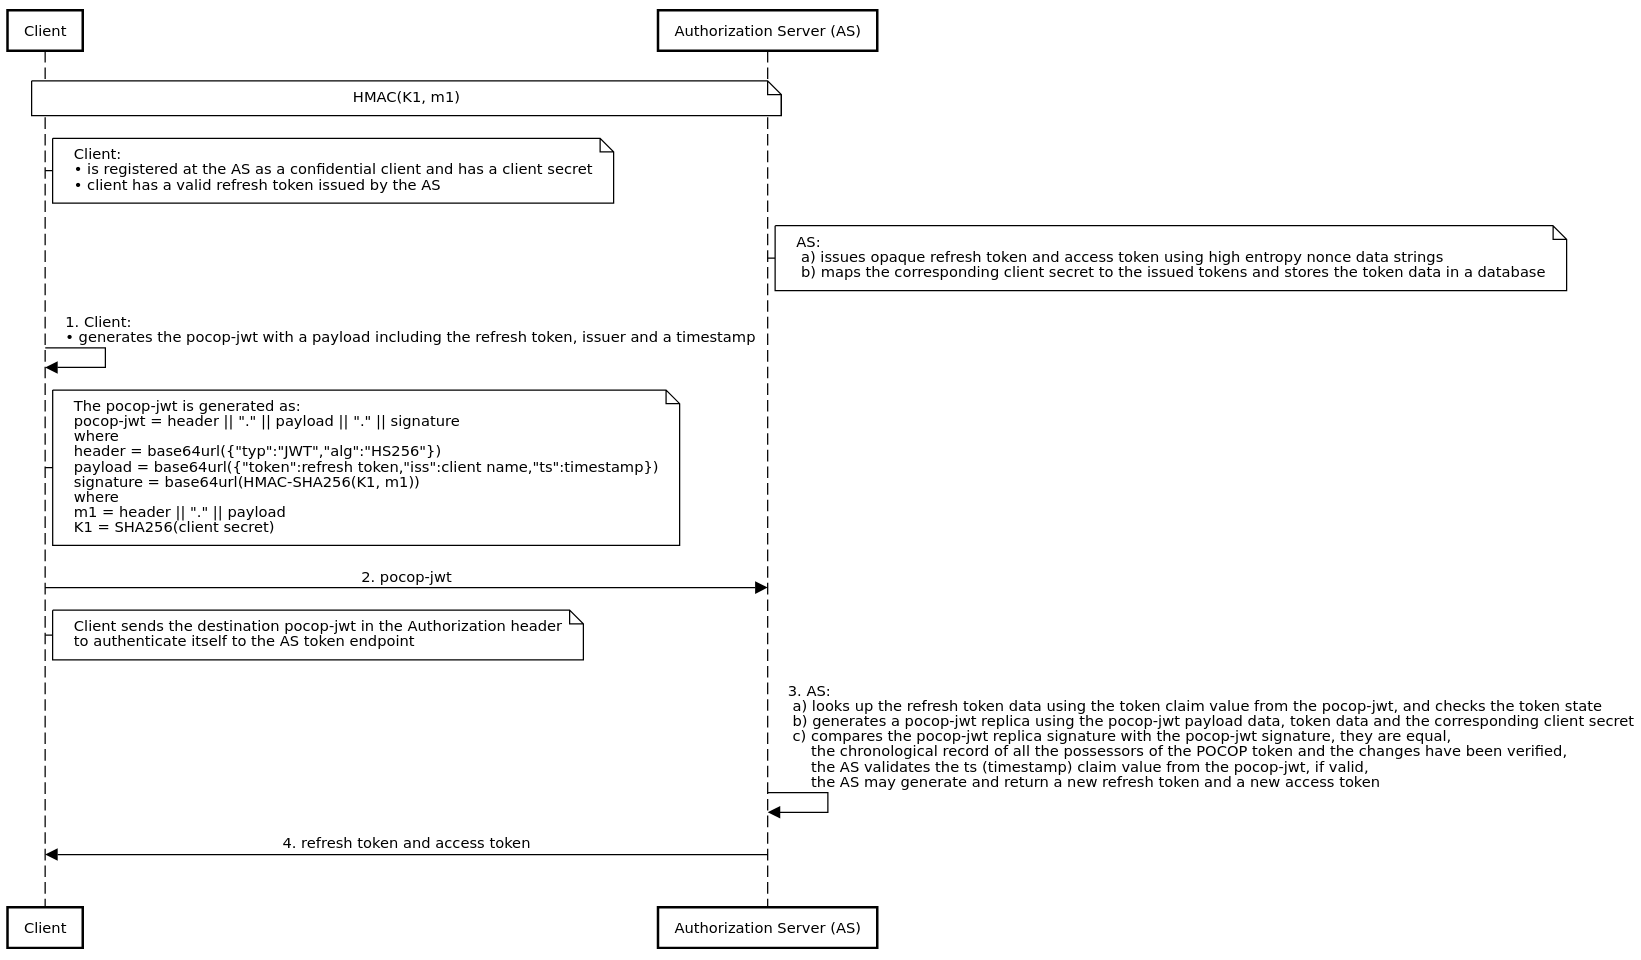 Client
Authorization Server (AS)
HMAC(K1, m1)
Client:
• is registered at the AS as a confidential client and has a client secret
• client has a valid refresh token issued by the AS
AS:
a) issues opaque refresh token and access token using high entropy nonce data strings
b) maps the corresponding client secret to the issued tokens and stores the token data in a database
1. Client:
• generates the pocop-jwt with a payload including the refresh token, issuer and a timestamp
The pocop-jwt is generated as:
pocop-jwt = header || "." || payload || "." || signature
where
header = base64url({"typ":"JWT","alg":"HS256"})
payload = base64url({"token":refresh token,"iss":client name,"ts":timestamp})
signature = base64url(HMAC-SHA256(K1, m1))
where
m1 = header || "." || payload
K1 = SHA256(client secret)
2. pocop-jwt
Client sends the destination pocop-jwt in the Authorization header
to authenticate itself to the AS token endpoint
3. AS:
a) looks up the refresh token data using the token claim value from the pocop-jwt, and checks the token state
b) generates a pocop-jwt replica using the pocop-jwt payload data, token data and the corresponding client secret
c) compares the pocop-jwt replica signature with the pocop-jwt signature, they are equal,
the chronological record of all the possessors of the POCOP token and the changes have been verified,
the AS validates the ts (timestamp) claim value from the pocop-jwt, if valid,
the AS may generate and return a new refresh token and a new access token
4. refresh token and access token
Client
Authorization Server (AS)